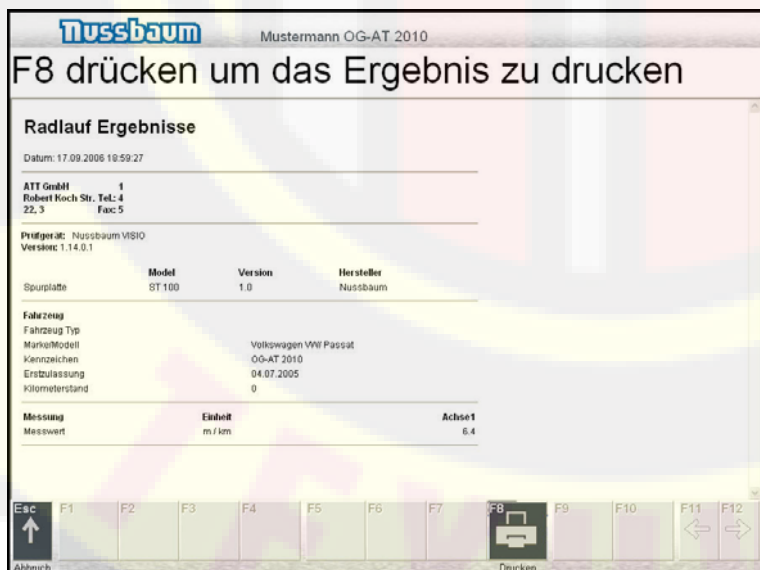 Nussbaum Mustermann OG-AT 2010
F8 drücken um das Ergebnis zu drucken
Radlauf Ergebnisse
Datum: 17.09.2006 18:59:27
ATT GmbH 1
Robert Koch Str. Tel.: 4
22, 3 Fax: 5
Prüfgerät: Nussbaum VISIO
Version: 1.14.0.1
Model Version Hersteller
Spurplatte ST 100 1.0 Nussbaum
Fahrzeug
Fahrzeug Typ
Marke/Modell Volkswagen VW Passat
Kennzeichen OG-AT 2010
Erstzulassung 04.07.2005
Kilometerstand 0
Messung Einheit Achse1
Messwert m / km 6.4
Esc F1 F2 F3 F4 F5 F6 F7 F8 F9 F10 F11 F12
Abbruch Drucken